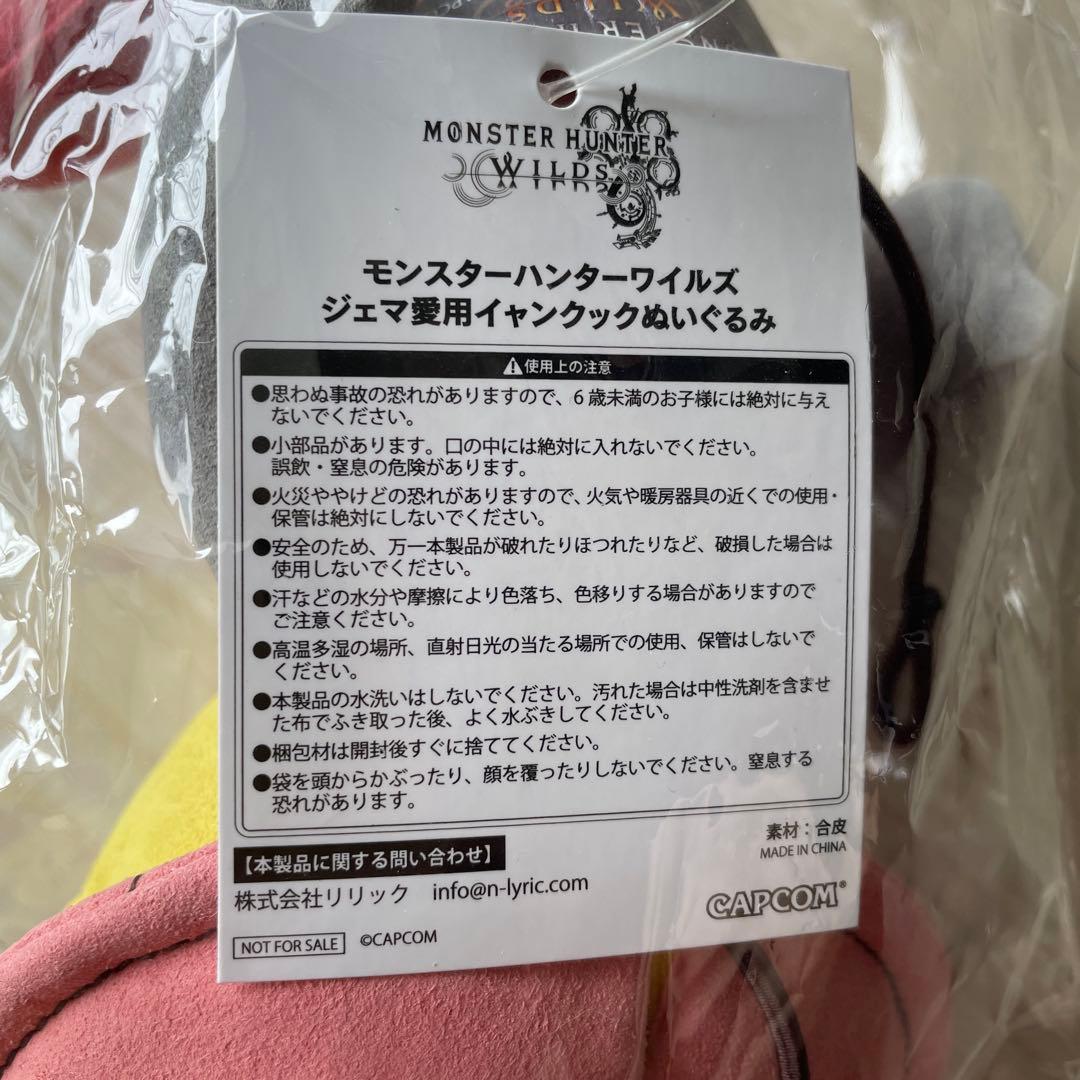 MONSTER HUNTER
WILDS
MONSTER HUNTER
WILDS
モンスターハンターワイルズ
ジェマ愛用イャンクックぬいぐるみ
使用上の注意
●思わぬ事故の恐れがありますので、6歳未満のお子様には絶対に与え
ないでください。
●小部品があります。口の中には絶対に入れないでください。
誤飲・窒息の危険があります。
●火災ややけどの恐れがありますので、火気や暖房器具の近くでの使用・
保管は絶対にしないでください。
●安全のため、万一本製品が破れたりほつれたりなど、破損した場合は
使用しないでください。
●汗などの水分や摩擦により色落ち、色移りする場合がありますので
ご注意ください。
●高温多湿の場所、直射日光の当たる場所での使用、保管はしないで
ください。
●本製品の水洗いはしないでください。汚れた場合は中性洗剤を含ませ
た布でふき取った後、よく水ぶきしてください。
●梱包材は開封後すぐに捨ててください。
●袋を頭からかぶったり、顔を覆ったりしないでください。窒息する
恐れがあります。
素材：合皮
MADE IN CHINA
【本製品に関する問い合わせ】
株式会社リリック info@n-lyric.com
CAPCOM®
NOT FOR SALE ©CAPCOM